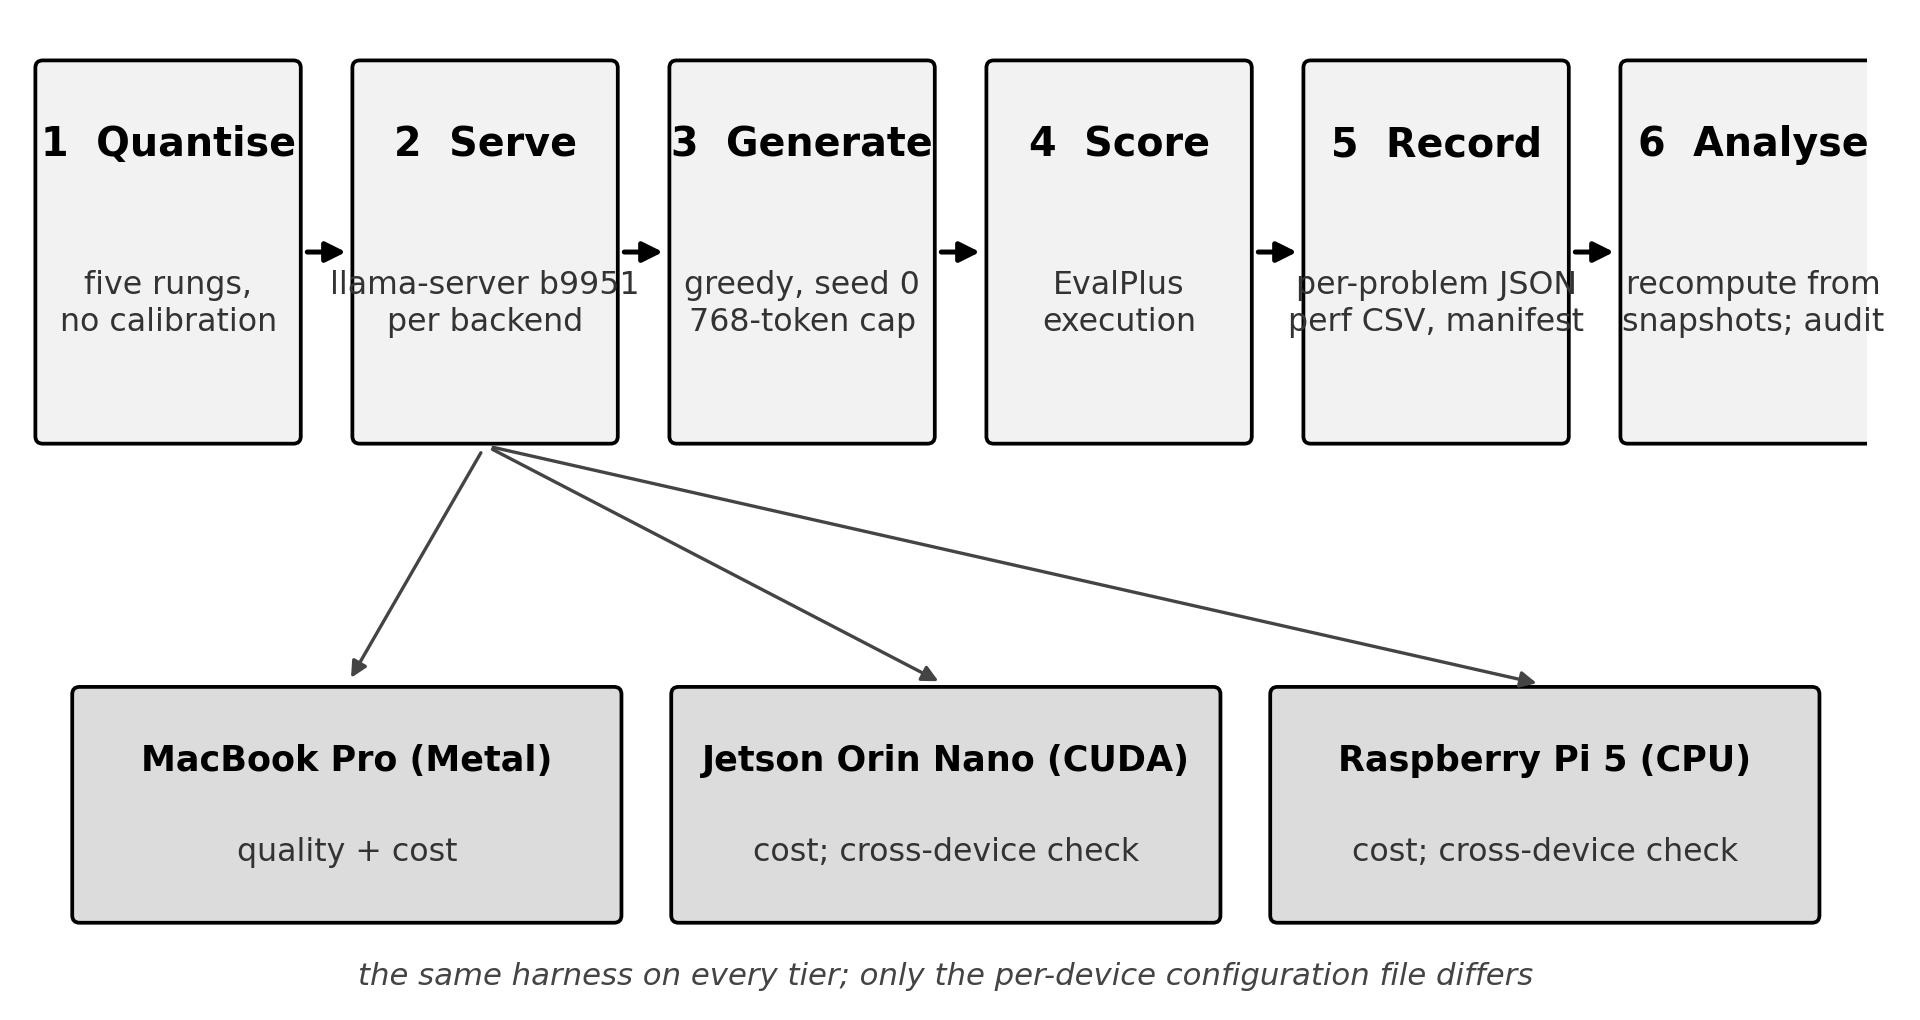 1  Quantise
five rungs,
no calibration
2  Serve
llama-server b9951
per backend
3  Generate
greedy, seed 0
768-token cap
4  Score
EvalPlus
execution
5  Record
per-problem JSON
perf CSV, manifest
6  Analyse
recompute from
snapshots; audit
MacBook Pro (Metal)
quality + cost
Jetson Orin Nano (CUDA)
cost; cross-device check
Raspberry Pi 5 (CPU)
cost; cross-device check
the same harness on every tier; only the per-device configuration file differs